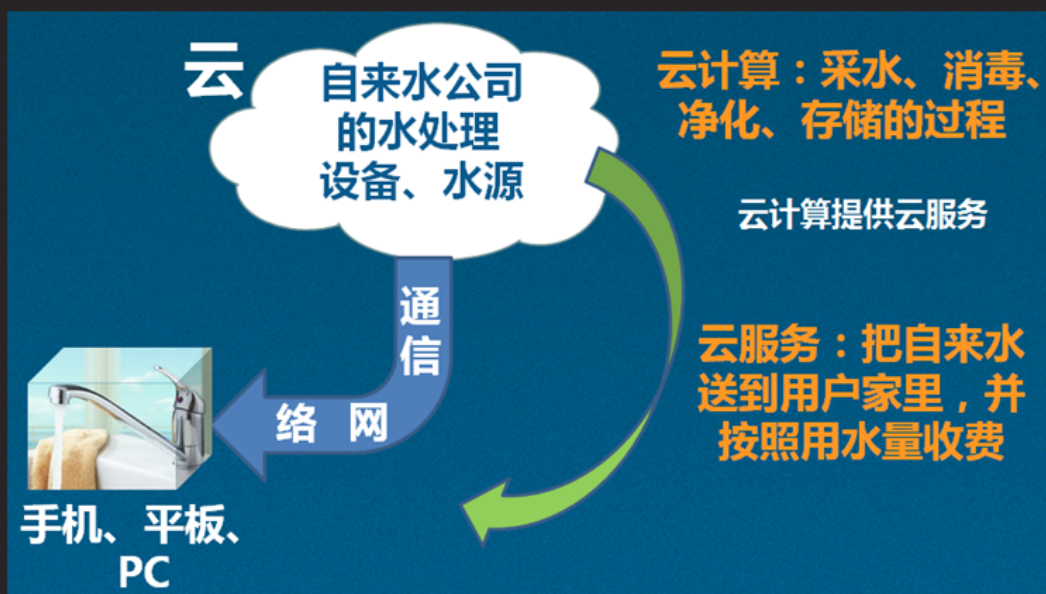 云
自来水公司
的水处理
设备、水源
云计算：采水、消毒、
净化、存储的过程
云计算提供云服务
通
信
络 网
云服务：把自来水
送到用户家里，并
按照用水量收费
手机、平板、
PC